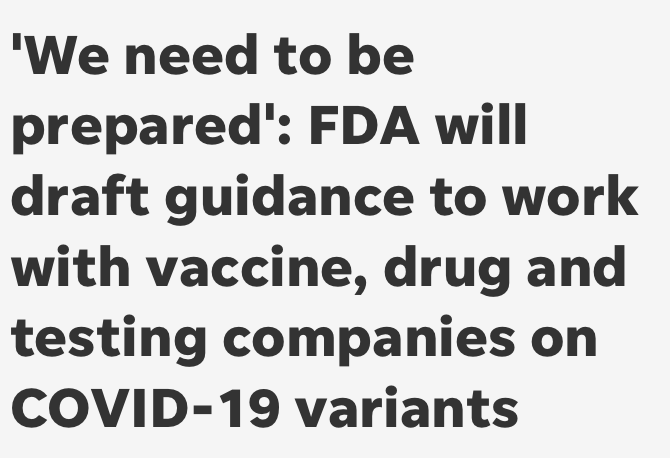 'We need to be
prepared': FDA will
draft guidance to work
with vaccine, drug and
testing companies on
COVID-19 variants